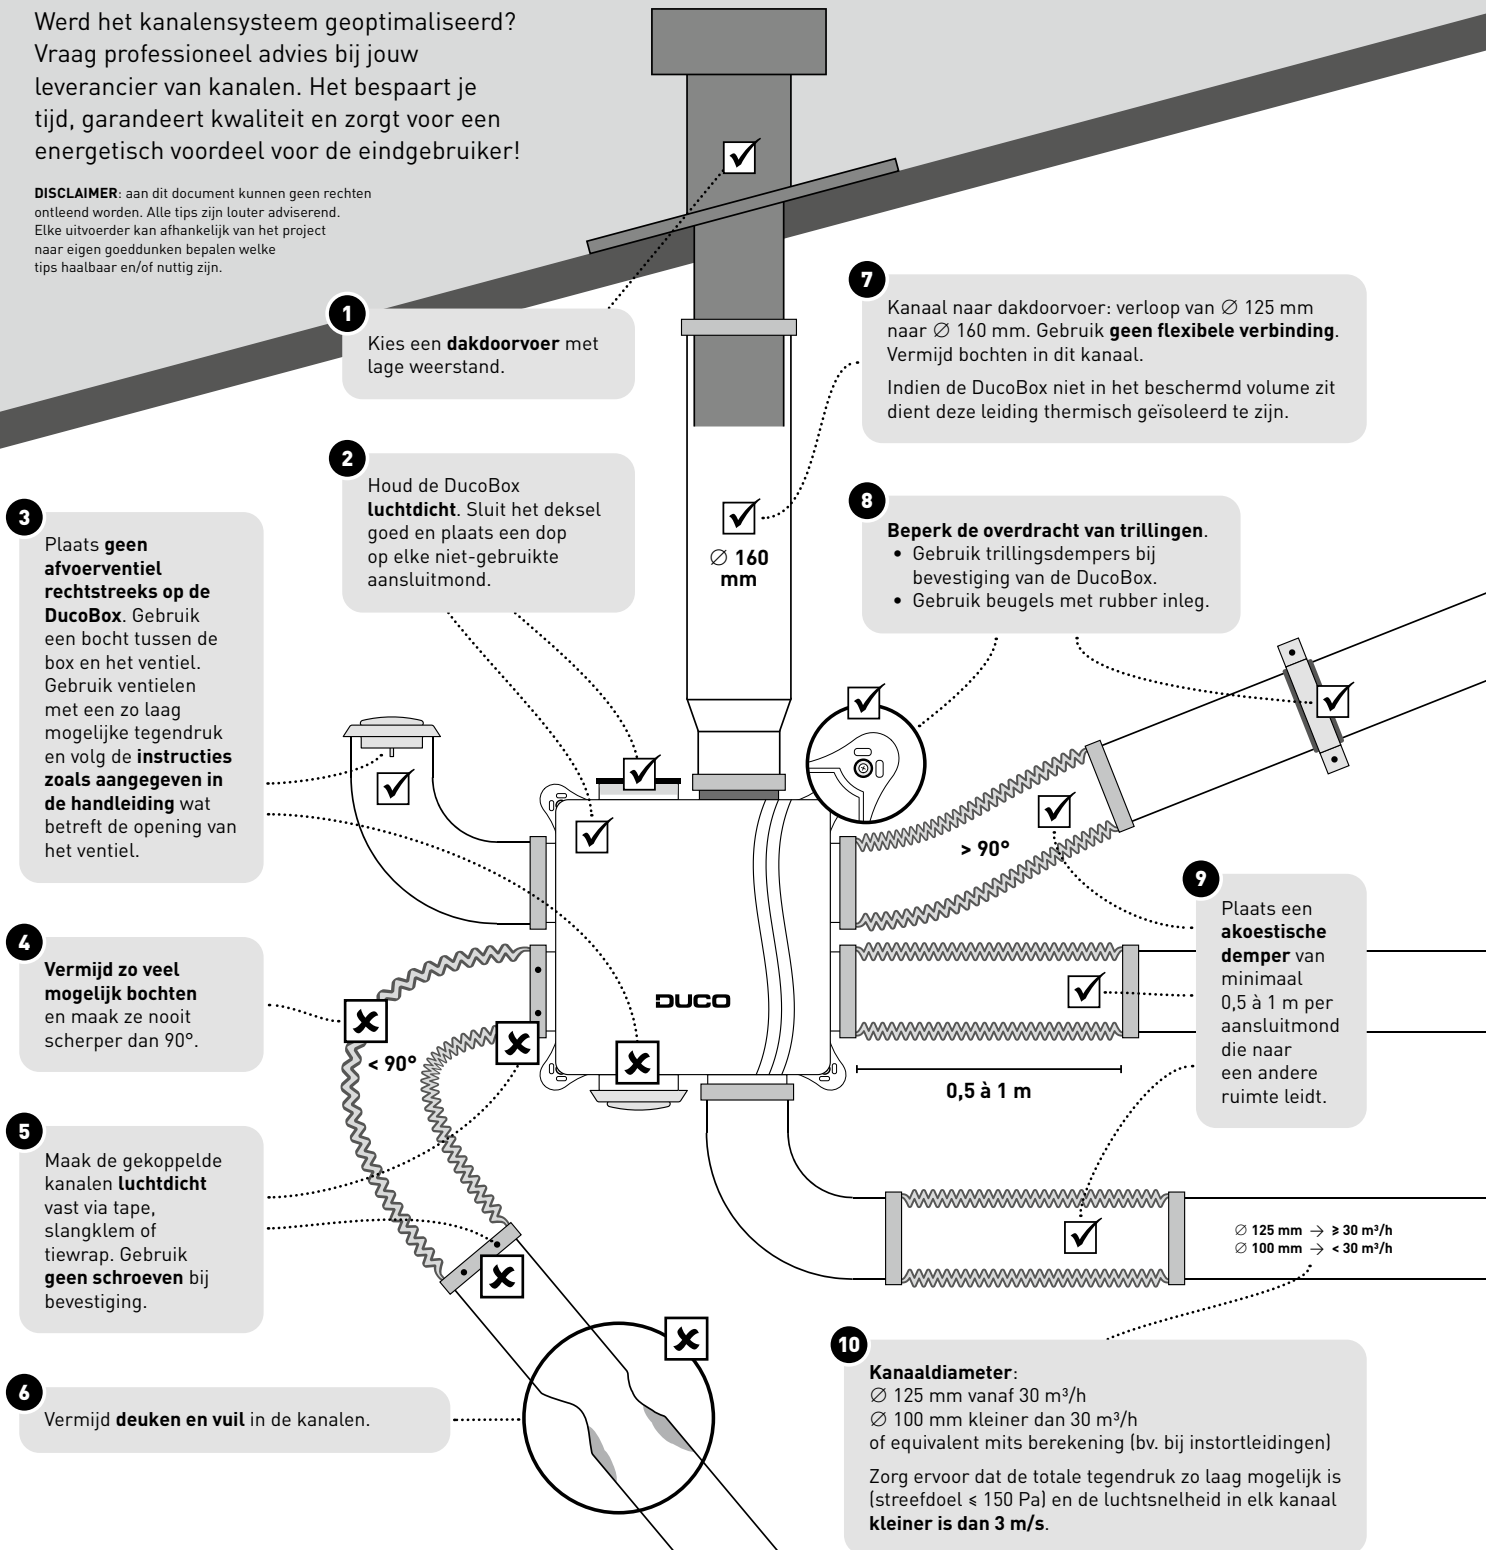 Werd het kanalensysteem geoptimaliseerd?
Vraag professioneel advies bij jouw
leverancier van kanalen. Het bespaart je
tijd, garandeert kwaliteit en zorgt voor een
energetisch voordeel voor de eindgebruiker!
DISCLAIMER: aan dit document kunnen geen rechten
ontleend worden. Alle tips zijn louter adviserend.
Elke uitvoerder kan afhankelijk van het project
naar eigen goeddunken bepalen welke
tips haalbaar en/of nuttig zijn.
1
Kies een dakdoorvoer met
lage weerstand.
2
Houd de DucoBox
luchtdicht. Sluit het deksel
goed en plaats een dop
op elke niet-gebruikte
aansluitmond.
3
Plaats geen
afvoerventiel
rechtstreeks op de
DucoBox. Gebruik
een bocht tussen de
box en het ventiel.
Gebruik ventielen
met een zo laag
mogelijke tegendruk
en volg de instructies
zoals aangegeven in
de handleiding wat
betreft de opening van
het ventiel.
4
Vermijd zo veel
mogelijk bochten
en maak ze nooit
scherper dan 90°.
5
Maak de gekoppelde
kanalen luchtdicht
vast via tape,
slangklem of
tiewrap. Gebruik
geen schroeven bij
bevestiging.
6
Vermijd deuken en vuil in de kanalen.
7
Kanaal naar dakdoorvoer: verloop van ∅ 125 mm
naar ∅ 160 mm. Gebruik geen flexibele verbinding.
Vermijd bochten in dit kanaal.
Indien de DucoBox niet in het beschermd volume zit
dient deze leiding thermisch geïsoleerd te zijn.
8
Beperk de overdracht van trillingen.
• Gebruik trillingsdempers bij
bevestiging van de DucoBox.
• Gebruik beugels met rubber inleg.
9
Plaats een
akoestische
demper van
minimaal
0,5 à 1 m per
aansluitmond
die naar
een andere
ruimte leidt.
10
Kanaaldiameter:
∅ 125 mm vanaf 30 m³/h
∅ 100 mm kleiner dan 30 m³/h
of equivalent mits berekening (bv. bij instortleidingen)
Zorg ervoor dat de totale tegendruk zo laag mogelijk is
(streefdoel ⩽ 150 Pa) en de luchtsnelheid in elk kanaal
kleiner is dan 3 m/s.
∅ 160
mm
> 90°
< 90°
DUCO
0,5 à 1 m
∅ 125 mm → ⩾ 30 m³/h
∅ 100 mm → < 30 m³/h